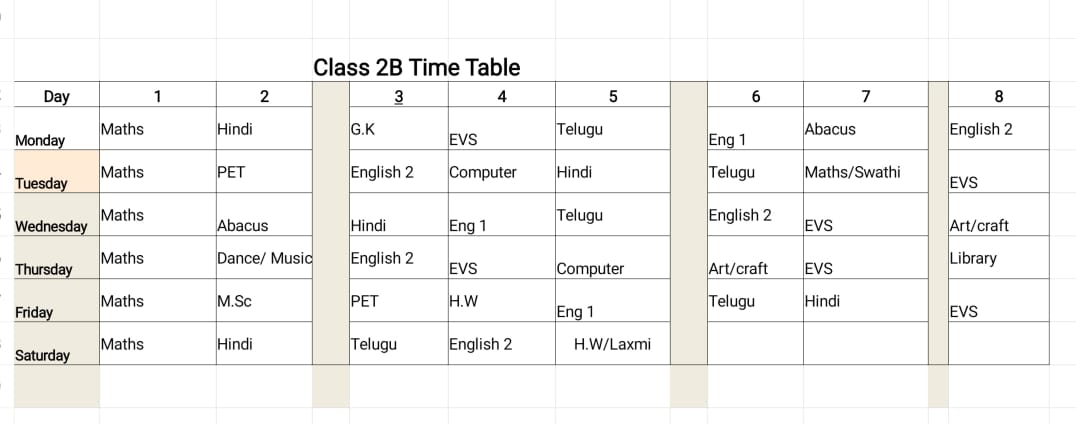 Class 2B Time Table
Day 1 2 3 4 5 6 7 8
Monday Maths Hindi G.K EVS Telugu Eng 1 Abacus English 2
Tuesday Maths PET English 2 Computer Hindi Telugu Maths/Swathi EVS
Wednesday Maths Abacus Hindi Eng 1 Telugu English 2 EVS Art/craft
Thursday Maths Dance/ Music English 2 EVS Computer Art/craft EVS Library
Friday Maths M.Sc PET H.W Eng 1 Telugu Hindi EVS
Saturday Maths Hindi Telugu English 2 H.W/Laxmi